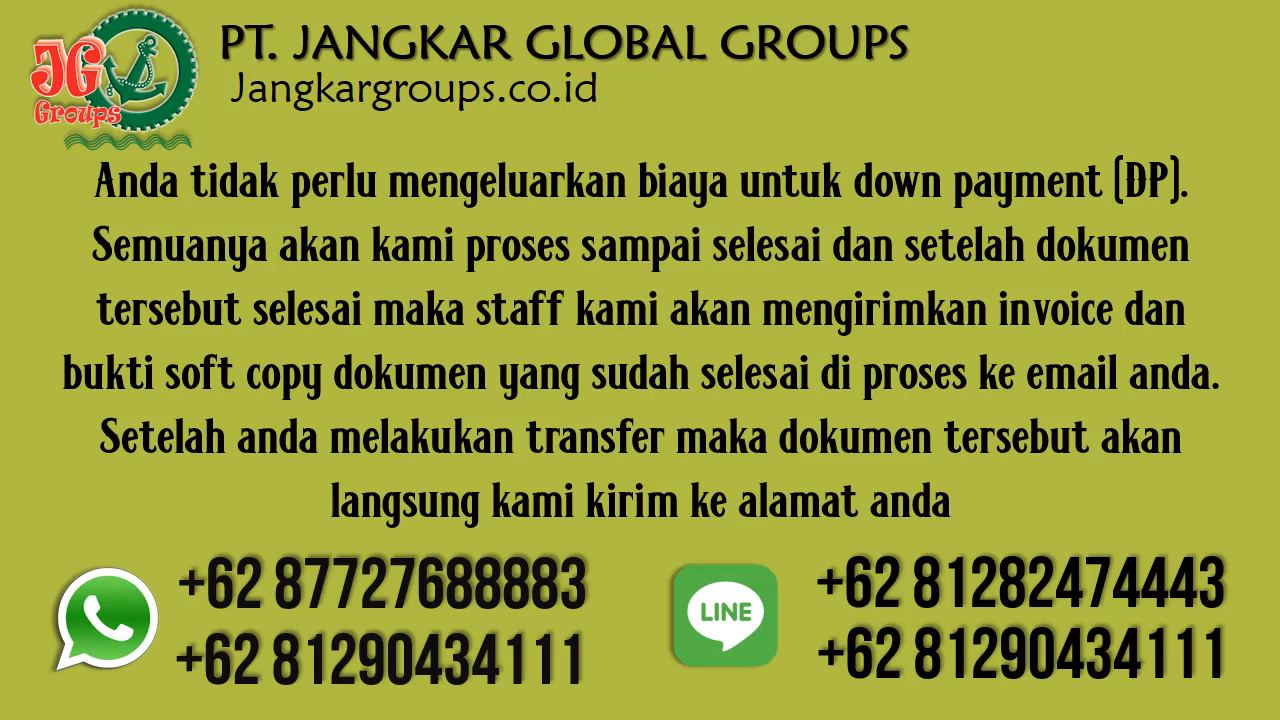 JG
Groups
PT. JANGKAR GLOBAL GROUPS
Jangkargroups.co.id
Anda tidak perlu mengeluarkan biaya untuk down payment (DP).
Semuanya akan kami proses sampai selesai dan setelah dokumen
tersebut selesai maka staff kami akan mengirimkan invoice dan
bukti soft copy dokumen yang sudah selesai di proses ke email anda.
Setelah anda melakukan transfer maka dokumen tersebut akan
langsung kami kirim ke alamat anda
+62 87727688883
+62 81290434111
LINE
+62 81282474443
+62 81290434111